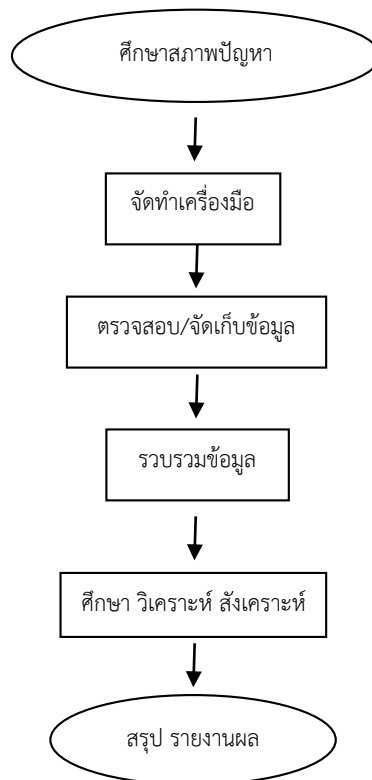 ศึกษาสภาพปัญหา
จัดทำเครื่องมือ
ตรวจสอบ/จัดเก็บข้อมูล
รวบรวมข้อมูล
ศึกษา วิเคราะห์ สังเคราะห์
สรุป รายงานผล